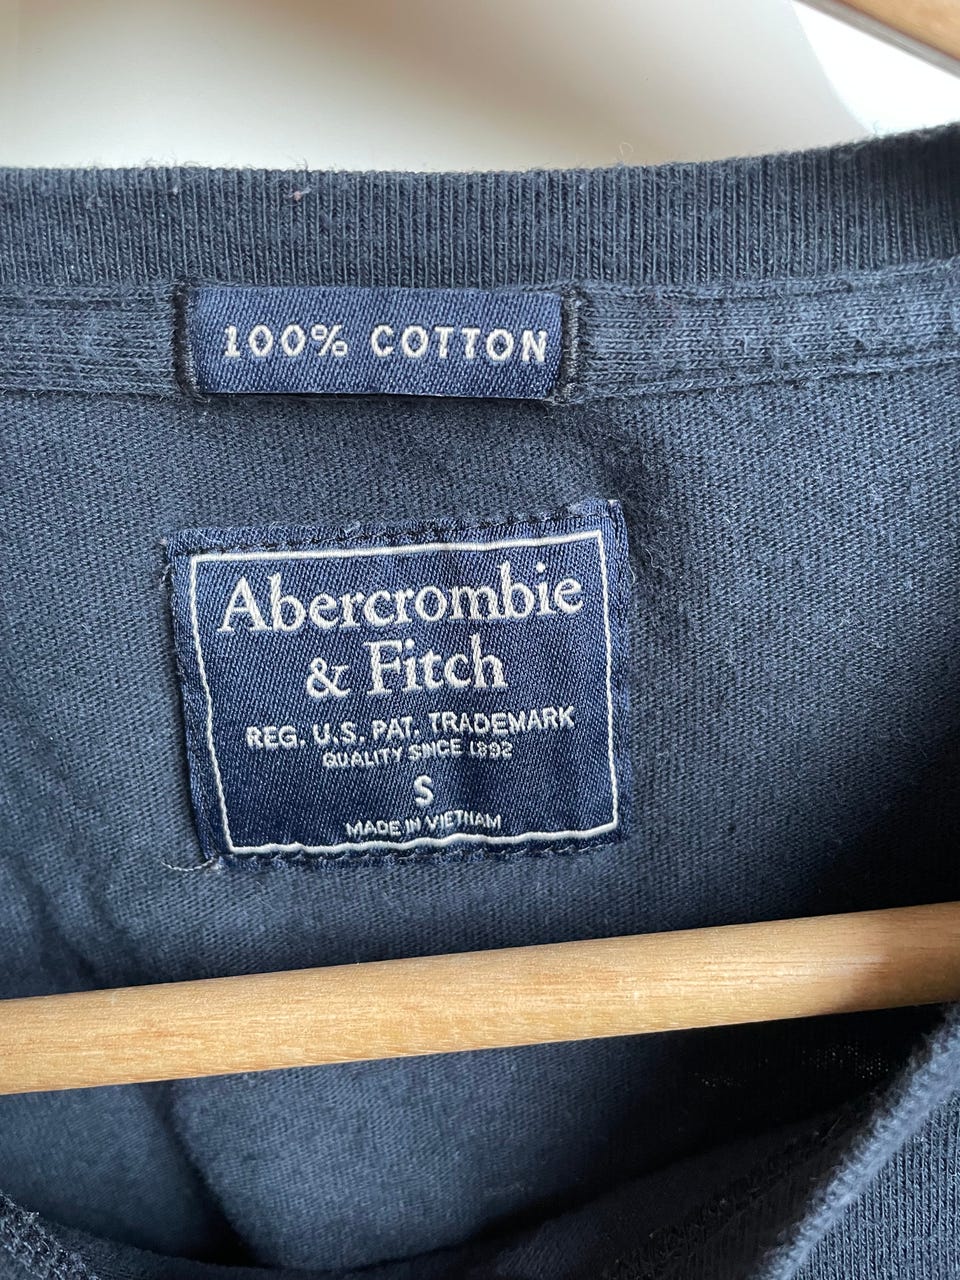 100% COTTON
Abercrombie
& Fitch
REG. U.S. PAT. TRADEMARK
QUALITY SINCE 1892
S
MADE IN VIETNAM